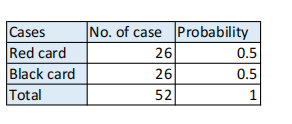 Cases No. of case Probability
Red card 26 0.5
Black card 26 0.5
Total 52 1